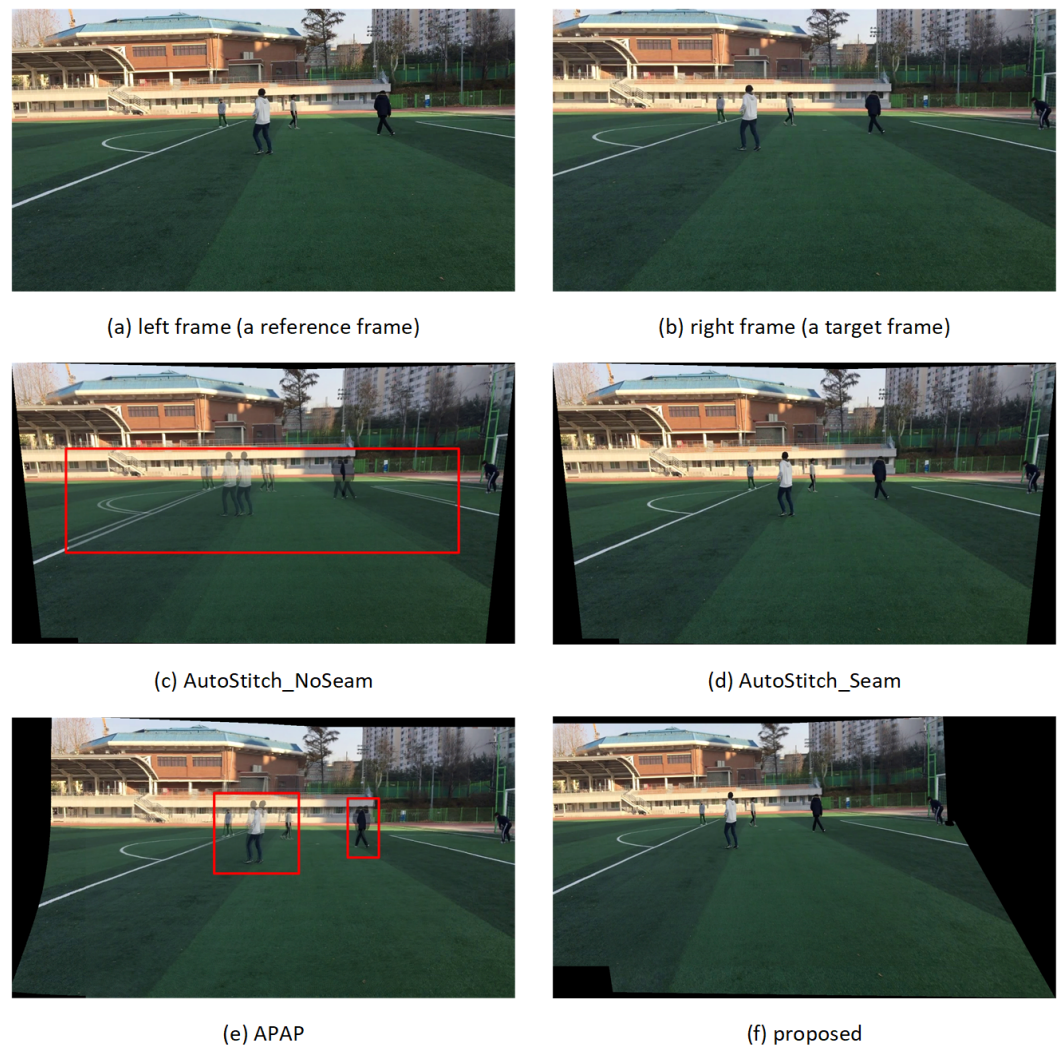 (a) left frame (a reference frame)
(b) right frame (a target frame)
(c) AutoStitch_NoSeam
(d) AutoStitch_Seam
(e) APAP
(f) proposed